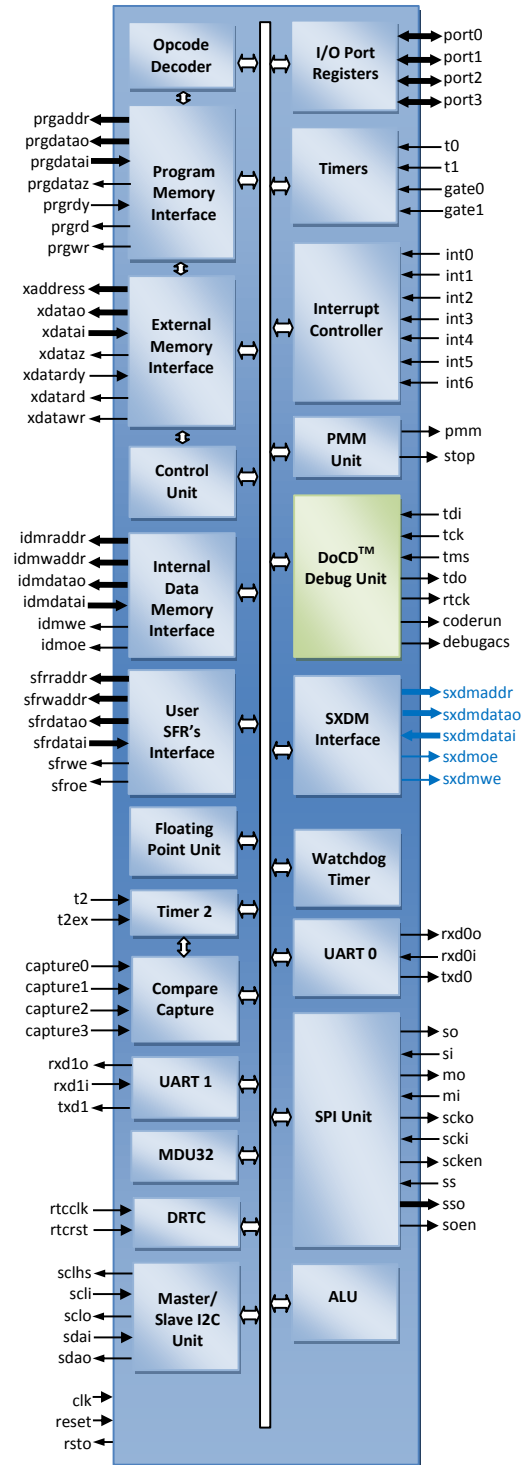 Opcode
Decoder
prgaddr
prgdatao
prgdatai
prgdataz
prgrdy
prgrd
prgwr
Program
Memory
Interface
xaddress
xdatao
xdatai
xdataz
xdatardy
xdatard
xdatawr
External
Memory
Interface
Control
Unit
idmraddr
idmwaddr
idmdatao
idmdatai
idmwe
idmoe
Internal
Data
Memory
Interface
sfrraddr
sfrwaddr
sfrdatao
sfrdatai
sfrwe
sfroe
User
SFR's
Interface
Floating
Point Unit
t2
t2ex
Timer 2
capture0
capture1
capture2
capture3
Compare
Capture
rxd1o
rxd1i
txd1
UART 1
MDU32
rtcclk
rtcrst
DRTC
sclhs
scli
sclo
sdai
sdao
Master/
Slave I2C
Unit
clk
reset
rsto
I/O Port
Registers
port0
port1
port2
port3
Timers
t0
t1
gate0
gate1
Interrupt
Controller
int0
int1
int2
int3
int4
int5
int6
PMM
Unit
pmm
stop
DoCD™
Debug Unit
tdi
tck
tms
tdo
rtck
coderun
debugacs
SXDM
Interface
sxdmaddr
sxdmdatao
sxdmdatai
sxdmoe
sxdmwe
Watchdog
Timer
UART 0
rxd0o
rxd0i
txd0
SPI Unit
so
si
mo
mi
scko
scki
scken
ss
sso
soen
ALU